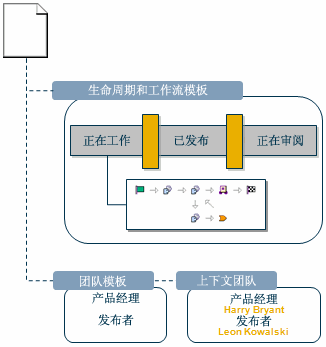 生命周期和工作流模板
正在工作
已发布
正在审阅
团队模板
上下文团队
产品经理
发布者
产品经理
Harry Bryant
发布者
Leon Kowalski